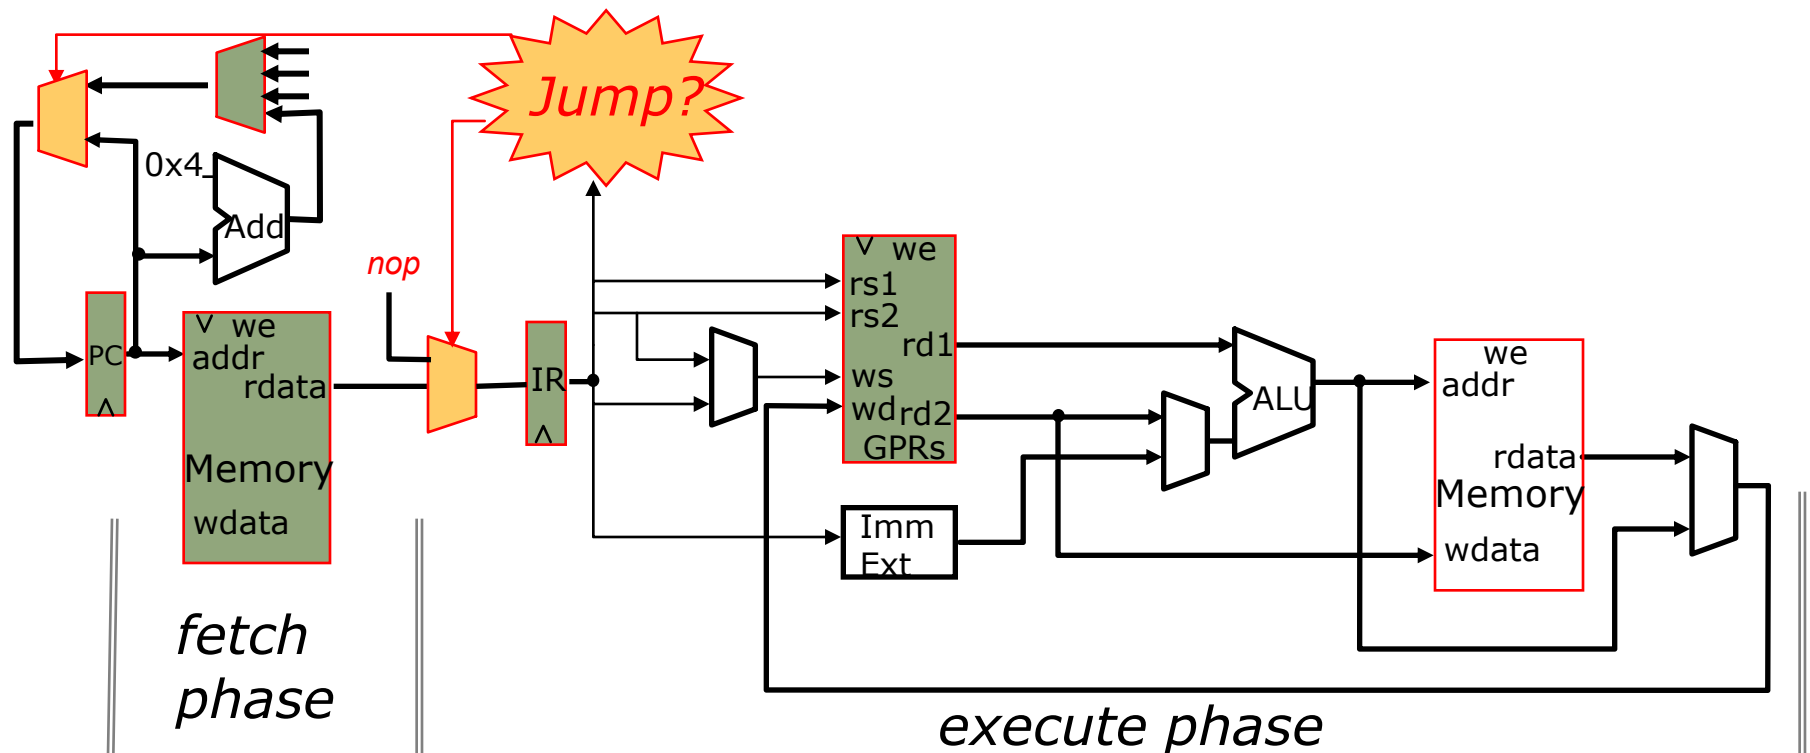 Jump?
0x4
Add
nop
PC
we
addr
rdata
Memory
wdata
IR
we
rs1
rs2
rd1
ws
wd rd2
GPRs
Imm
Ext
ALU
we
addr
rdata
Memory
wdata
fetch
phase
execute phase